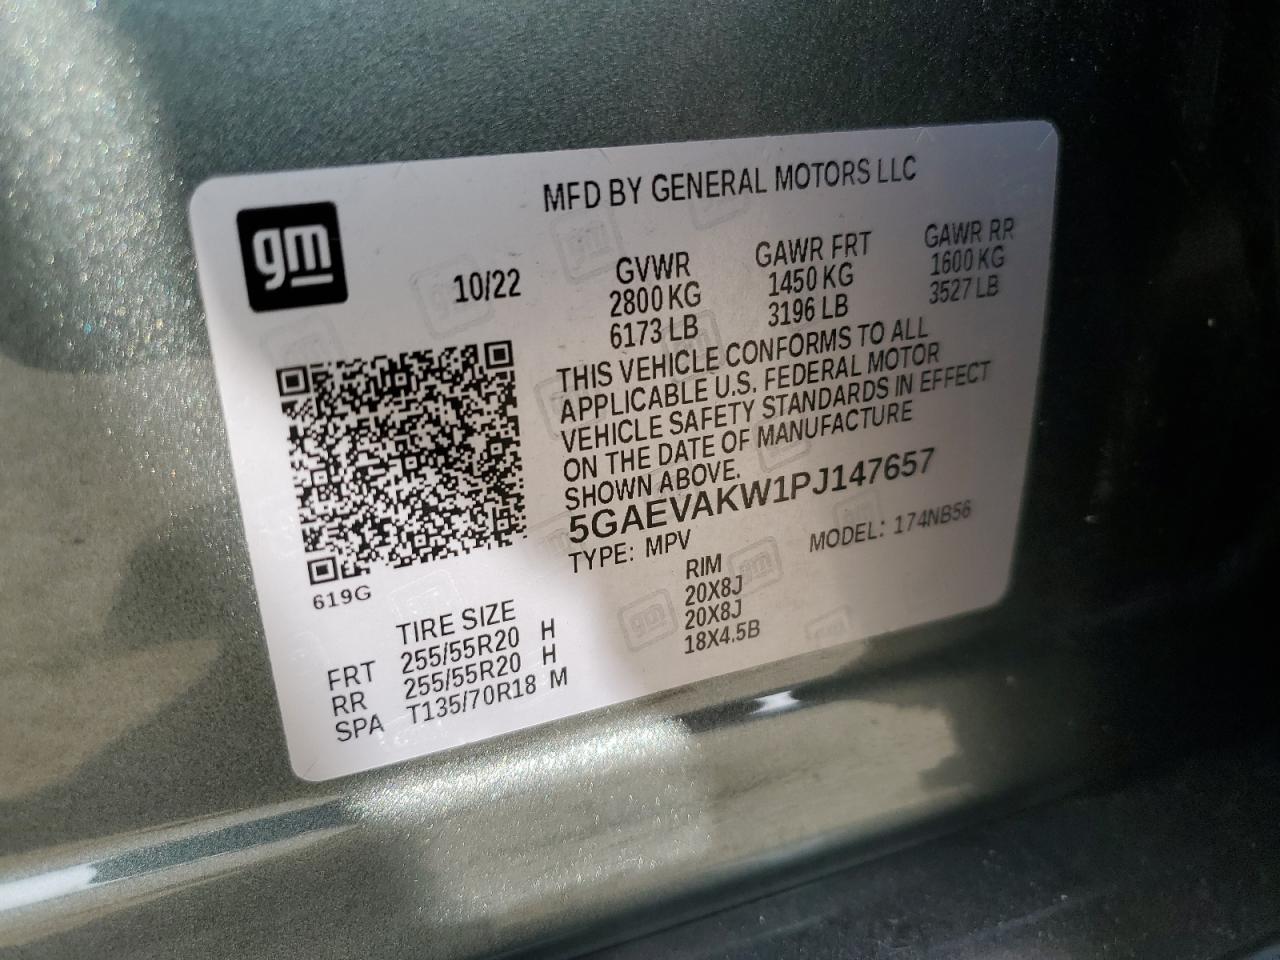 MFD BY GENERAL MOTORS LLC
gm
10/22
GVWR GAWR FRT GAWR RR
2800 KG 1450 KG 1600 KG
6173 LB 3196 LB 3527 LB
THIS VEHICLE CONFORMS TO ALL
APPLICABLE U.S. FEDERAL MOTOR
VEHICLE SAFETY STANDARDS IN EFFECT
ON THE DATE OF MANUFACTURE
SHOWN ABOVE.
5GAEVAKW1PJ147657
TYPE: MPV MODEL: 174NB56
619G
TIRE SIZE RIM
FRT 255/55R20 H 20X8J
RR 255/55R20 H 20X8J
SPA T135/70R18 M 18X4.5B